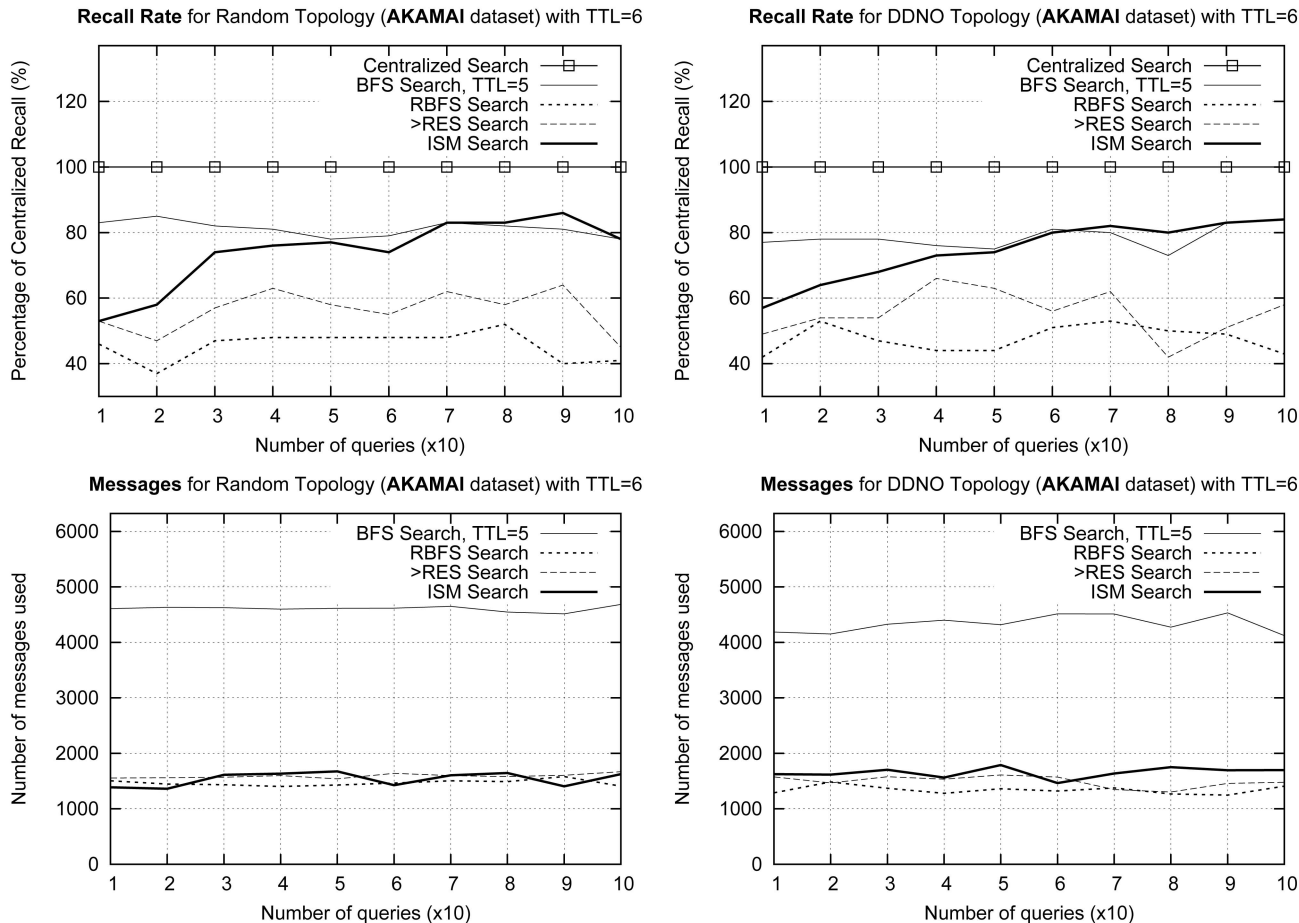 Recall Rate for Random Topology (AKAMAI dataset) with TTL=6
Percentage of Centralized Recall (%)
Centralized Search
BFS Search, TTL=5
RBFS Search
>RES Search
ISM Search
120
100
80
60
40
1 2 3 4 5 6 7 8 9 10
Number of queries (x10)
Recall Rate for DDNO Topology (AKAMAI dataset) with TTL=6
Percentage of Centralized Recall (%)
Centralized Search
BFS Search, TTL=5
RBFS Search
>RES Search
ISM Search
120
100
80
60
40
1 2 3 4 5 6 7 8 9 10
Number of queries (x10)
Messages for Random Topology (AKAMAI dataset) with TTL=6
Number of messages used
BFS Search, TTL=5
RBFS Search
>RES Search
ISM Search
6000
5000
4000
3000
2000
1000
0
1 2 3 4 5 6 7 8 9 10
Number of queries (x10)
Messages for DDNO Topology (AKAMAI dataset) with TTL=6
Number of messages used
BFS Search, TTL=5
RBFS Search
>RES Search
ISM Search
6000
5000
4000
3000
2000
1000
0
1 2 3 4 5 6 7 8 9 10
Number of queries (x10)